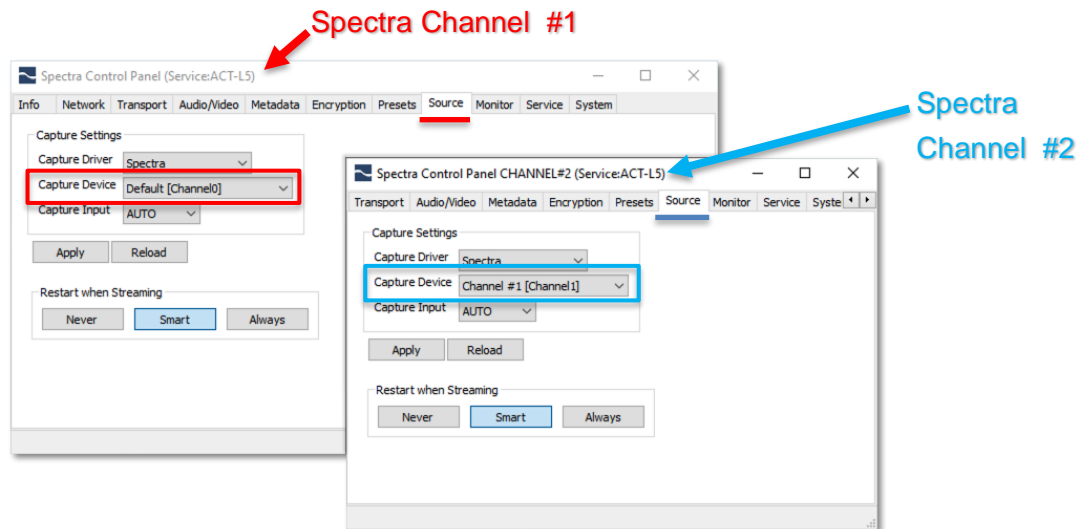 Spectra Channel #1
Spectra Control Panel (Service:ACT-L5)
Info Network Transport Audio/Video Metadata Encryption Presets Source Monitor Service System
Capture Settings
Capture Driver Spectra
Capture Device Default [Channel0]
Capture Input AUTO
Apply Reload
Restart when Streaming
Never Smart Always
Spectra
Channel #2
Spectra Control Panel CHANNEL#2 (Service:ACT-L5)
Transport Audio/Video Metadata Encryption Presets Source Monitor Service Syste
Capture Settings
Capture Driver Spectra
Capture Device Channel #1 [Channel1]
Capture Input AUTO
Apply Reload
Restart when Streaming
Never Smart Always